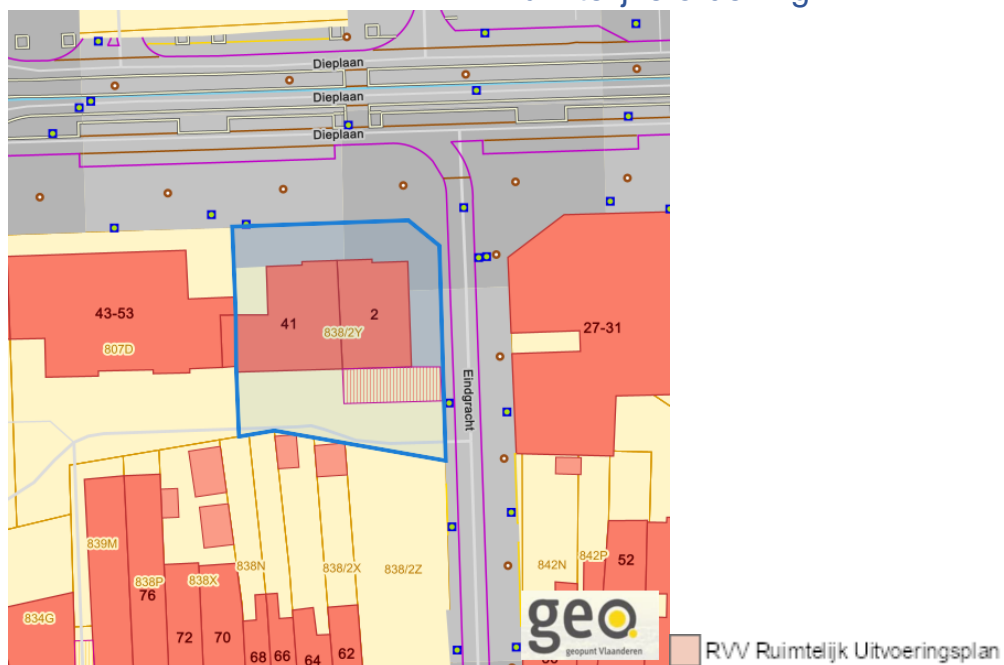 Dieplaan
Dieplaan
Dieplaan
43-53
807D
41
2
838/2Y
27-31
Eindgracht
839M
838P
76
838X
838N
838/2X
838/2Z
842N
842P
52
834G
72
70
68
66
64
62
geo.
geopunt Vlaanderen
RVV Ruimtelijk Uitvoeringsplan